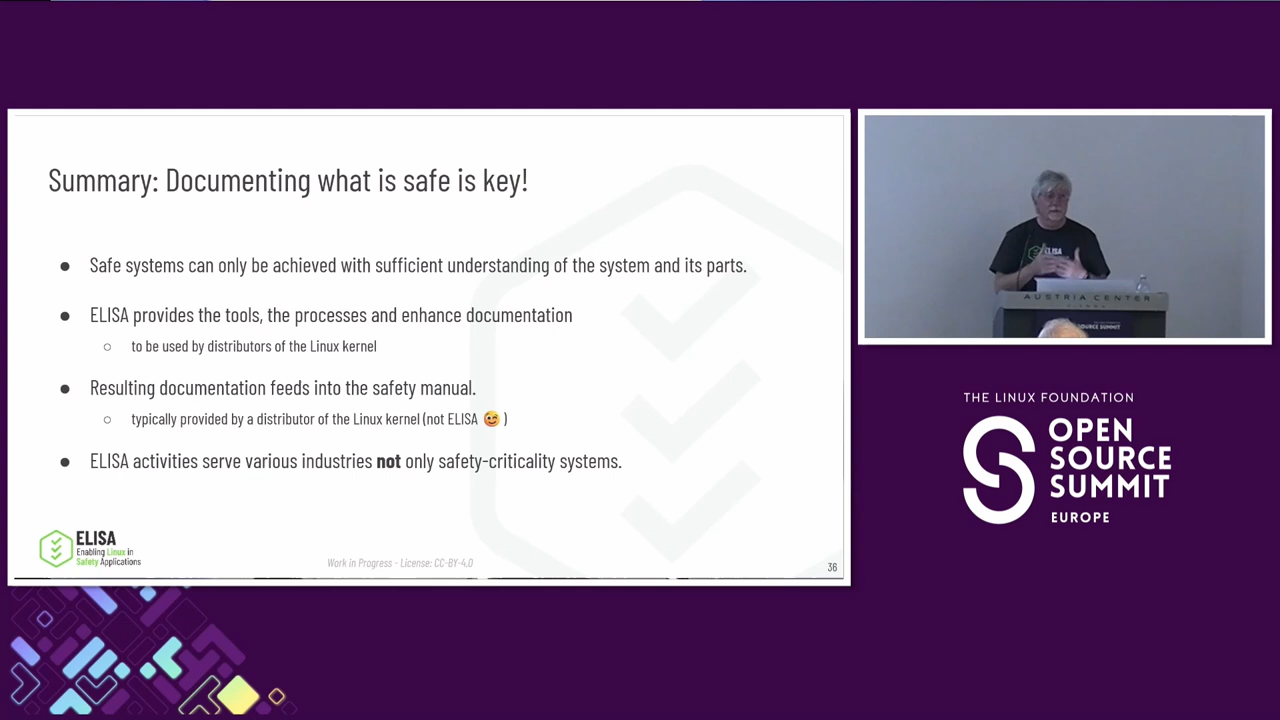 Summary: Documenting what is safe is key!
● Safe systems can only be achieved with sufficient understanding of the system and its parts.
● ELISA provides the tools, the processes and enhance documentation
○ to be used by distributors of the Linux kernel
● Resulting documentation feeds into the safety manual.
○ typically provided by a distributor of the Linux kernel (not ELISA 😉 )
● ELISA activities serve various industries not only safety-criticality systems.
ELISA
Enabling Linux in
Safety Applications
Work in Progress - License: CC-BY-4.0
36
ELISA
AUSTRIA CENTER
SOURCE SUMMIT
THE LINUX FOUNDATION
OPEN
SOURCE
SUMMIT
EUROPE